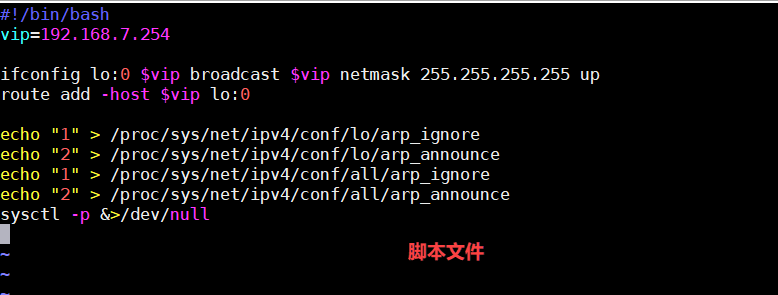 #!/bin/bash
vip=192.168.7.254
ifconfig lo:0 $vip broadcast $vip netmask 255.255.255.255 up
route add -host $vip lo:0
echo "1" > /proc/sys/net/ipv4/conf/lo/arp_ignore
echo "2" > /proc/sys/net/ipv4/conf/lo/arp_announce
echo "1" > /proc/sys/net/ipv4/conf/all/arp_ignore
echo "2" > /proc/sys/net/ipv4/conf/all/arp_announce
sysctl -p &>/dev/null
脚本文件
~
~
~